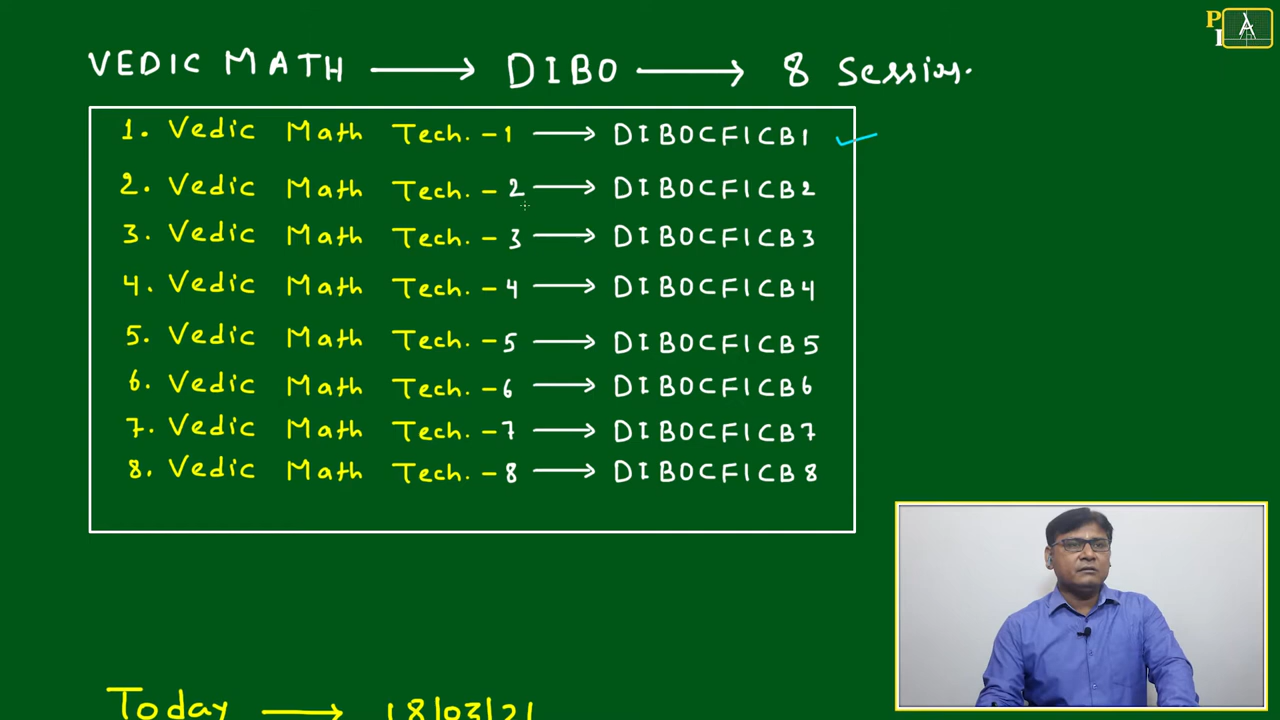 P
I A
VEDIC MATH → DIBO → 8 Session.
1. Vedic Math Tech. - 1 → DIBOCFICB1 ✓
2. Vedic Math Tech. - 2 → DIBOCFICB2
3. Vedic Math Tech. - 3 → DIBOCFICB3
4. Vedic Math Tech. - 4 → DIBOCFICB4
5. Vedic Math Tech. - 5 → DIBOCFICB5
6. Vedic Math Tech. - 6 → DIBOCFICB6
7. Vedic Math Tech. - 7 → DIBOCFICB7
8. Vedic Math Tech. - 8 → DIBOCFICB8
Today → 18/03/21